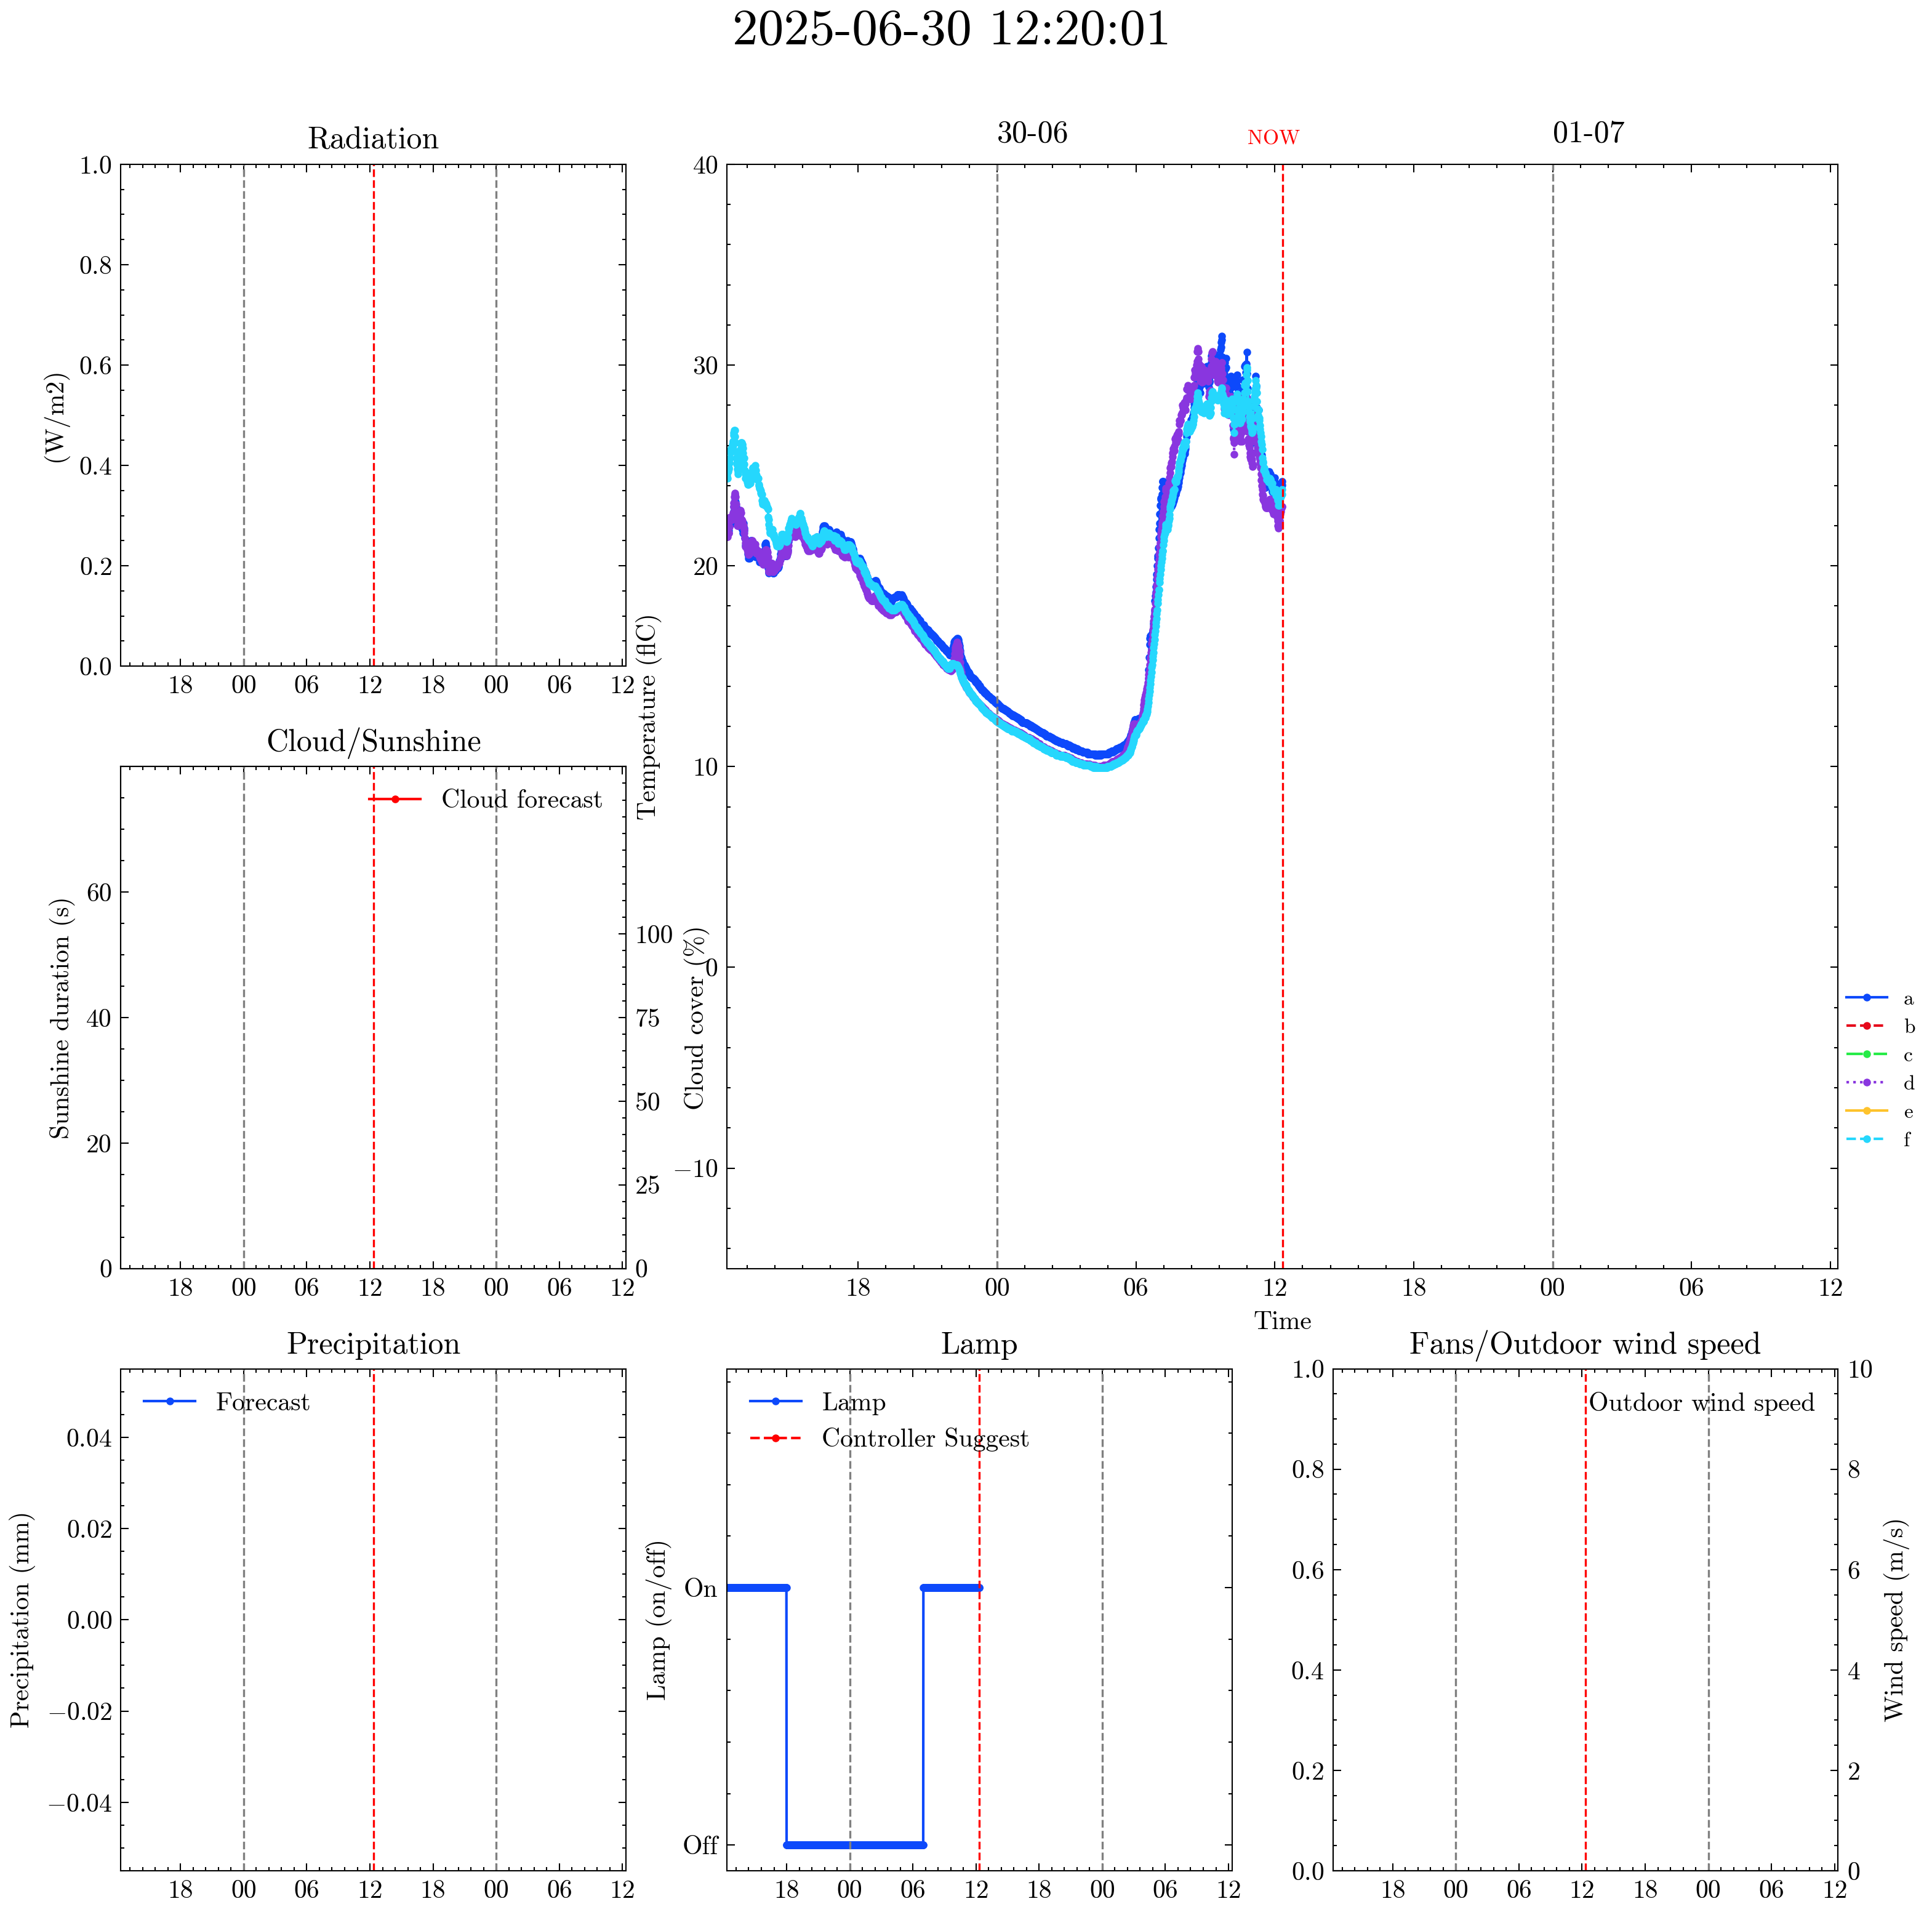 2025-06-30 12:20:01
Radiation
1.0
0.8
0.6
0.4
0.2
0.0
(W/m2)
18 00 06 12 18 00 06 12
30-06 NOW 01-07
40
30
20
10
0
−10
Temperature (flC)
18 00 06 12 18 00 06 12
Time
a
b
c
d
e
f
Cloud/Sunshine
Cloud forecast
60
40
20
0
Sunshine duration (s)
100
75
50
25
0
Cloud cover (%)
18 00 06 12 18 00 06 12
Precipitation
Forecast
0.04
0.02
0.00
−0.02
−0.04
Precipitation (mm)
18 00 06 12 18 00 06 12
Lamp
Lamp
Controller Suggest
On
Off
Lamp (on/off)
18 00 06 12 18 00 06 12
Fans/Outdoor wind speed
Outdoor wind speed
1.0
0.8
0.6
0.4
0.2
0.0
10
8
6
4
2
0
Wind speed (m/s)
18 00 06 12 18 00 06 12